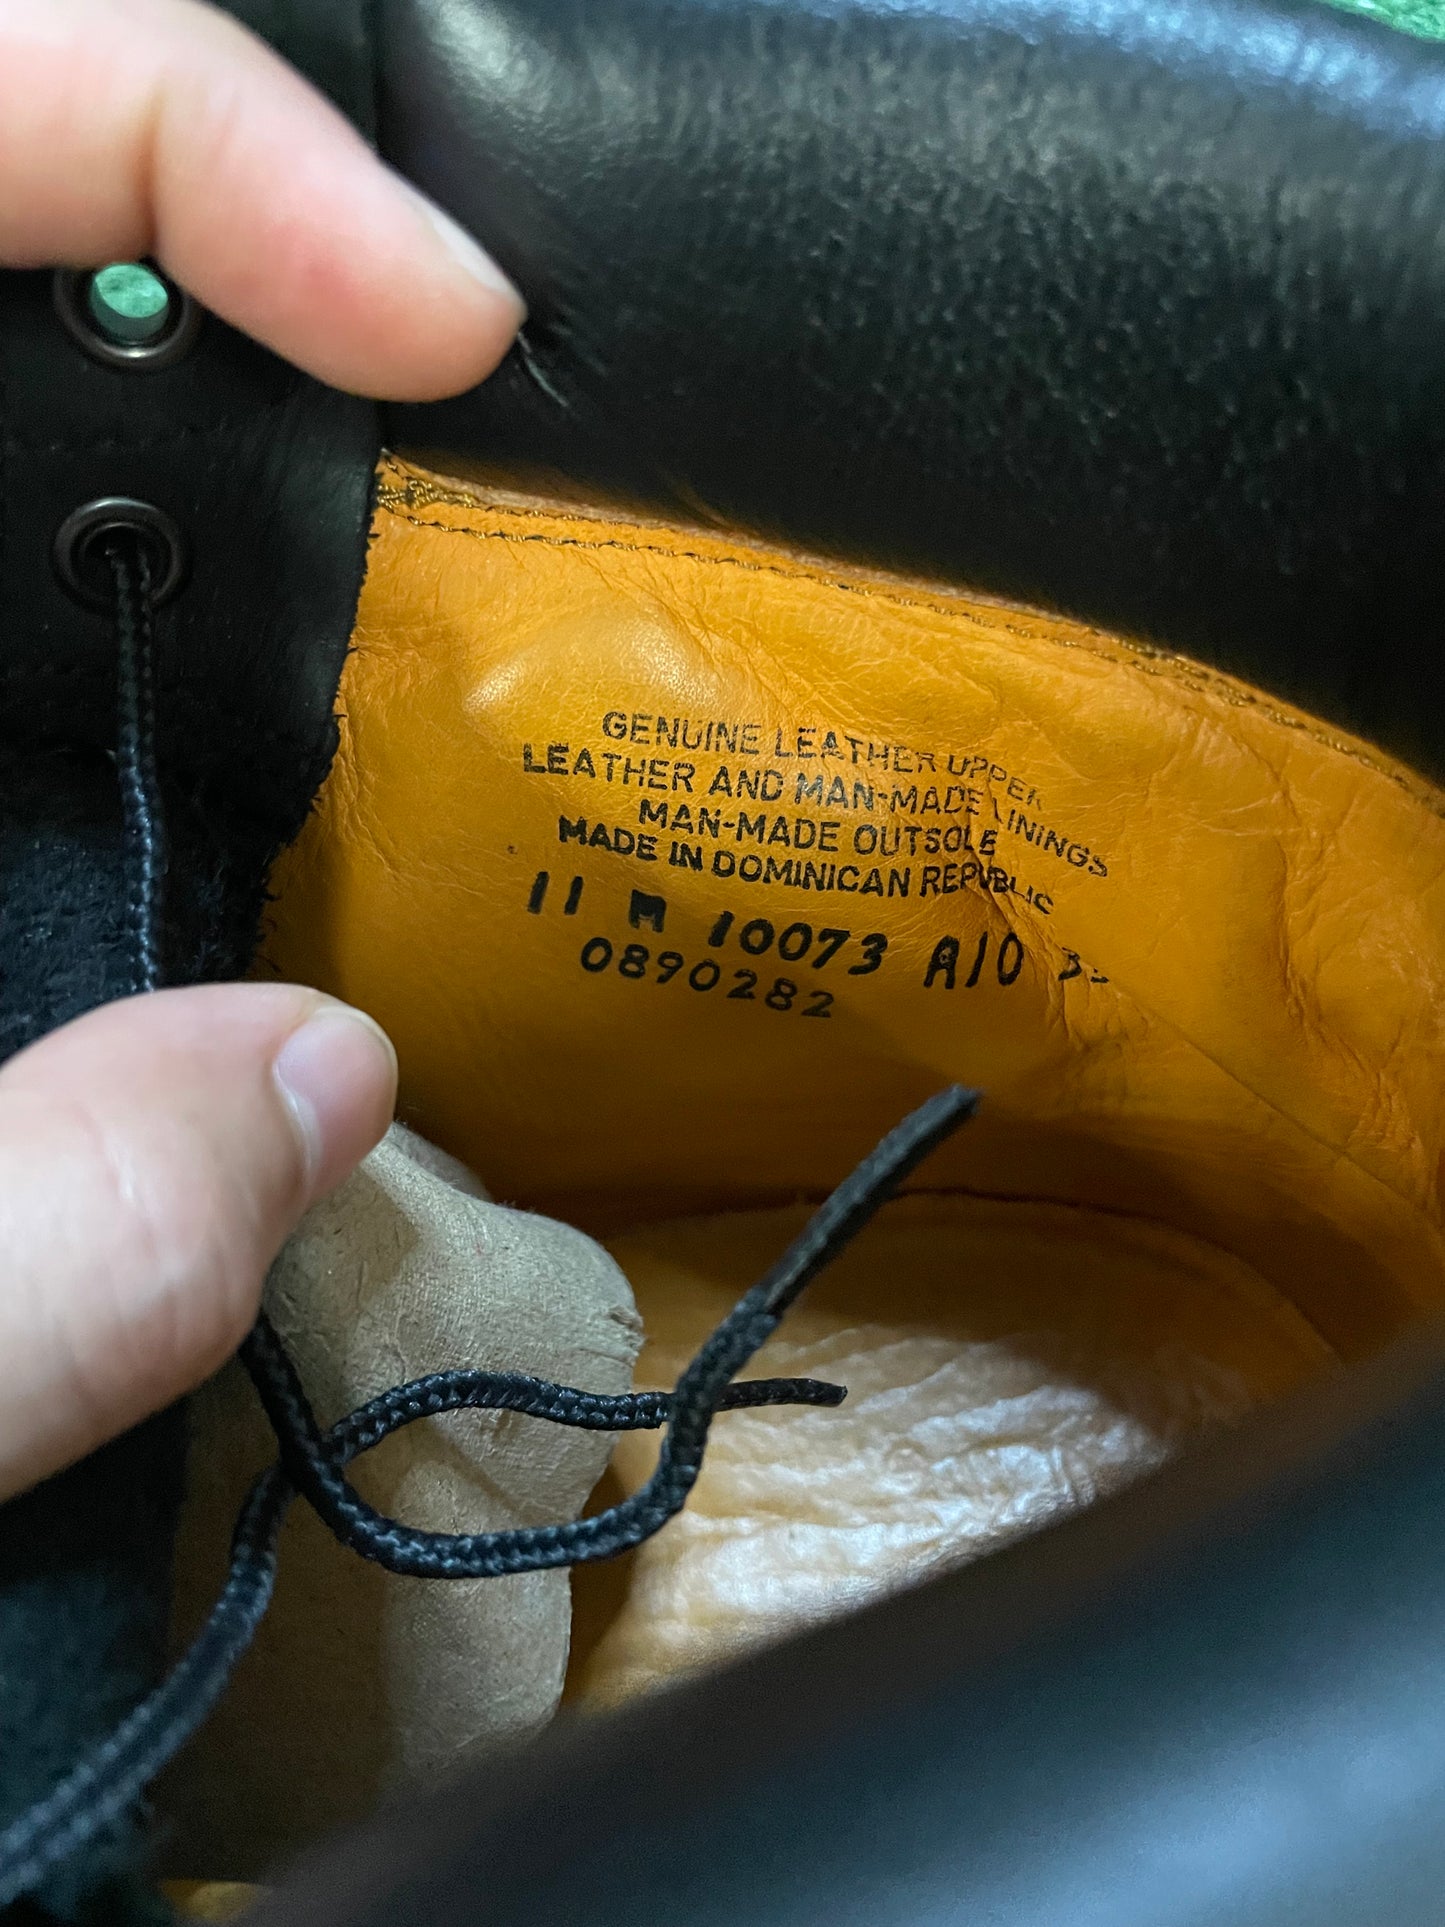 GENUINE LEATHER UPPER
LEATHER AND MAN-MADE LININGS
MAN-MADE OUTSOLE
MADE IN DOMINICAN REPUBLIC
11 M 10073 A10
0890282